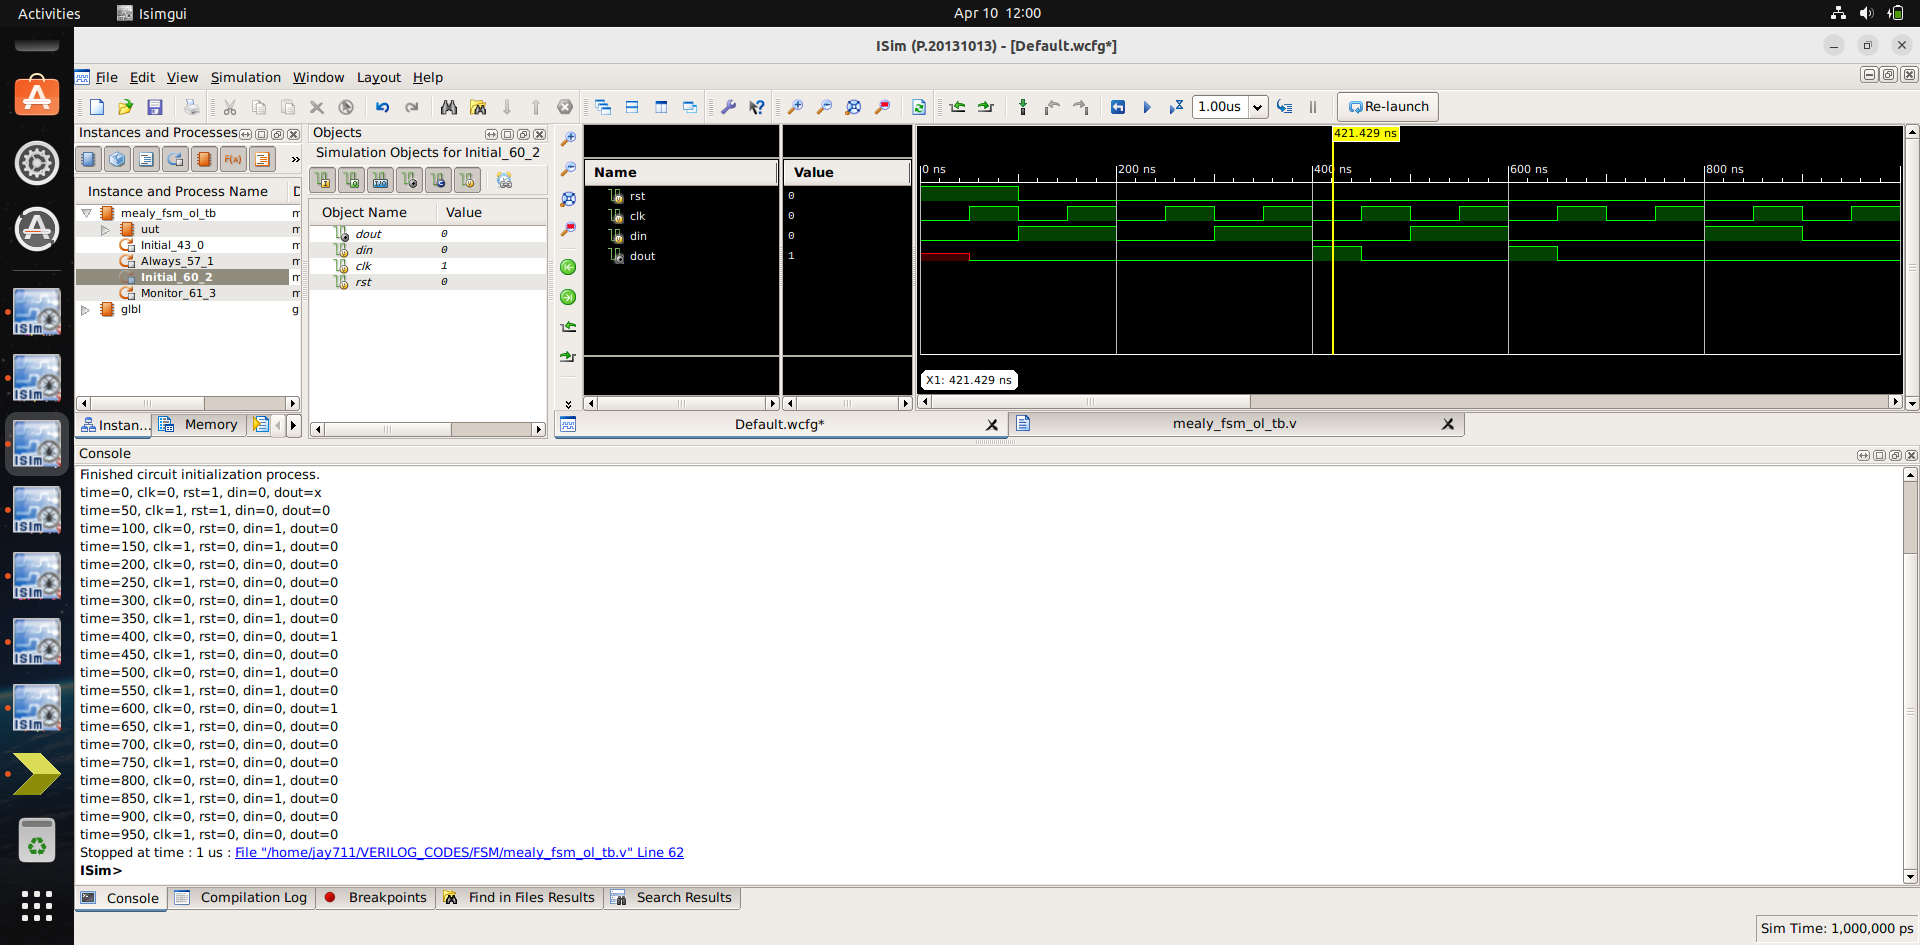 Activities
Isimgui
Apr 10 12:00
ISim (P.20131013) - [Default.wcfg*]
File Edit View Simulation Window Layout Help
1.00us
Re-launch
Instances and Processes
F(x)
»
Instance and Process Name
D
mealy_fsm_ol_tb
m
uut
m
Initial_43_0
m
Always_57_1
m
Initial_60_2
m
Monitor_61_3
m
glbl
g
Instan...
Memory
Objects
Simulation Objects for Initial_60_2
Object Name Value
dout 0
din 0
clk 1
rst 0
Name Value
rst 0
clk 0
din 0
dout 1
421.429 ns
0 ns 200 ns 400 ns 600 ns 800 ns
X1: 421.429 ns
Default.wcfg*
mealy_fsm_ol_tb.v
Console
Finished circuit initialization process.
time=0, clk=0, rst=1, din=0, dout=x
time=50, clk=1, rst=1, din=0, dout=0
time=100, clk=0, rst=0, din=1, dout=0
time=150, clk=1, rst=0, din=1, dout=0
time=200, clk=0, rst=0, din=0, dout=0
time=250, clk=1, rst=0, din=0, dout=0
time=300, clk=0, rst=0, din=1, dout=0
time=350, clk=1, rst=0, din=1, dout=0
time=400, clk=0, rst=0, din=0, dout=1
time=450, clk=1, rst=0, din=0, dout=0
time=500, clk=0, rst=0, din=1, dout=0
time=550, clk=1, rst=0, din=1, dout=0
time=600, clk=0, rst=0, din=0, dout=1
time=650, clk=1, rst=0, din=0, dout=0
time=700, clk=0, rst=0, din=0, dout=0
time=750, clk=1, rst=0, din=0, dout=0
time=800, clk=0, rst=0, din=1, dout=0
time=850, clk=1, rst=0, din=1, dout=0
time=900, clk=0, rst=0, din=0, dout=0
time=950, clk=1, rst=0, din=0, dout=0
Stopped at time : 1 us : File "/home/jay711/VERILOG_CODES/FSM/mealy_fsm_ol_tb.v" Line 62
ISim>
Console
Compilation Log
Breakpoints
Find in Files Results
Search Results
Sim Time: 1,000,000 ps
ISim
ISim
ISim
ISim
ISim
ISim
ISim